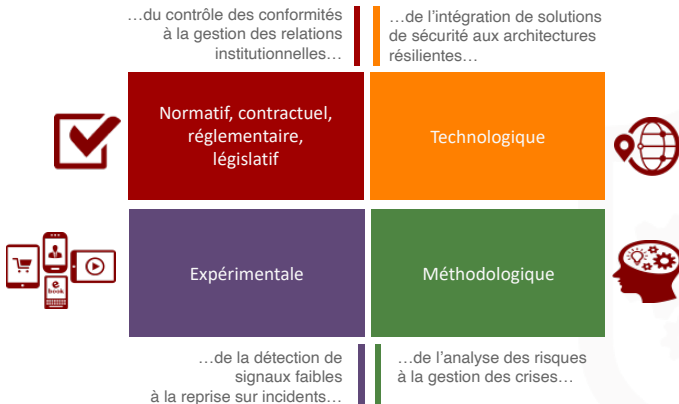 …du contrôle des conformités
à la gestion des relations
institutionnelles…
…de l'intégration de solutions
de sécurité aux architectures
résilientes…
Normatif, contractuel,
réglementaire,
législatif
Technologique
Expérimentale
Méthodologique
e
book
…de la détection de
signaux faibles
à la reprise sur incidents…
…de l'analyse des risques
à la gestion des crises…